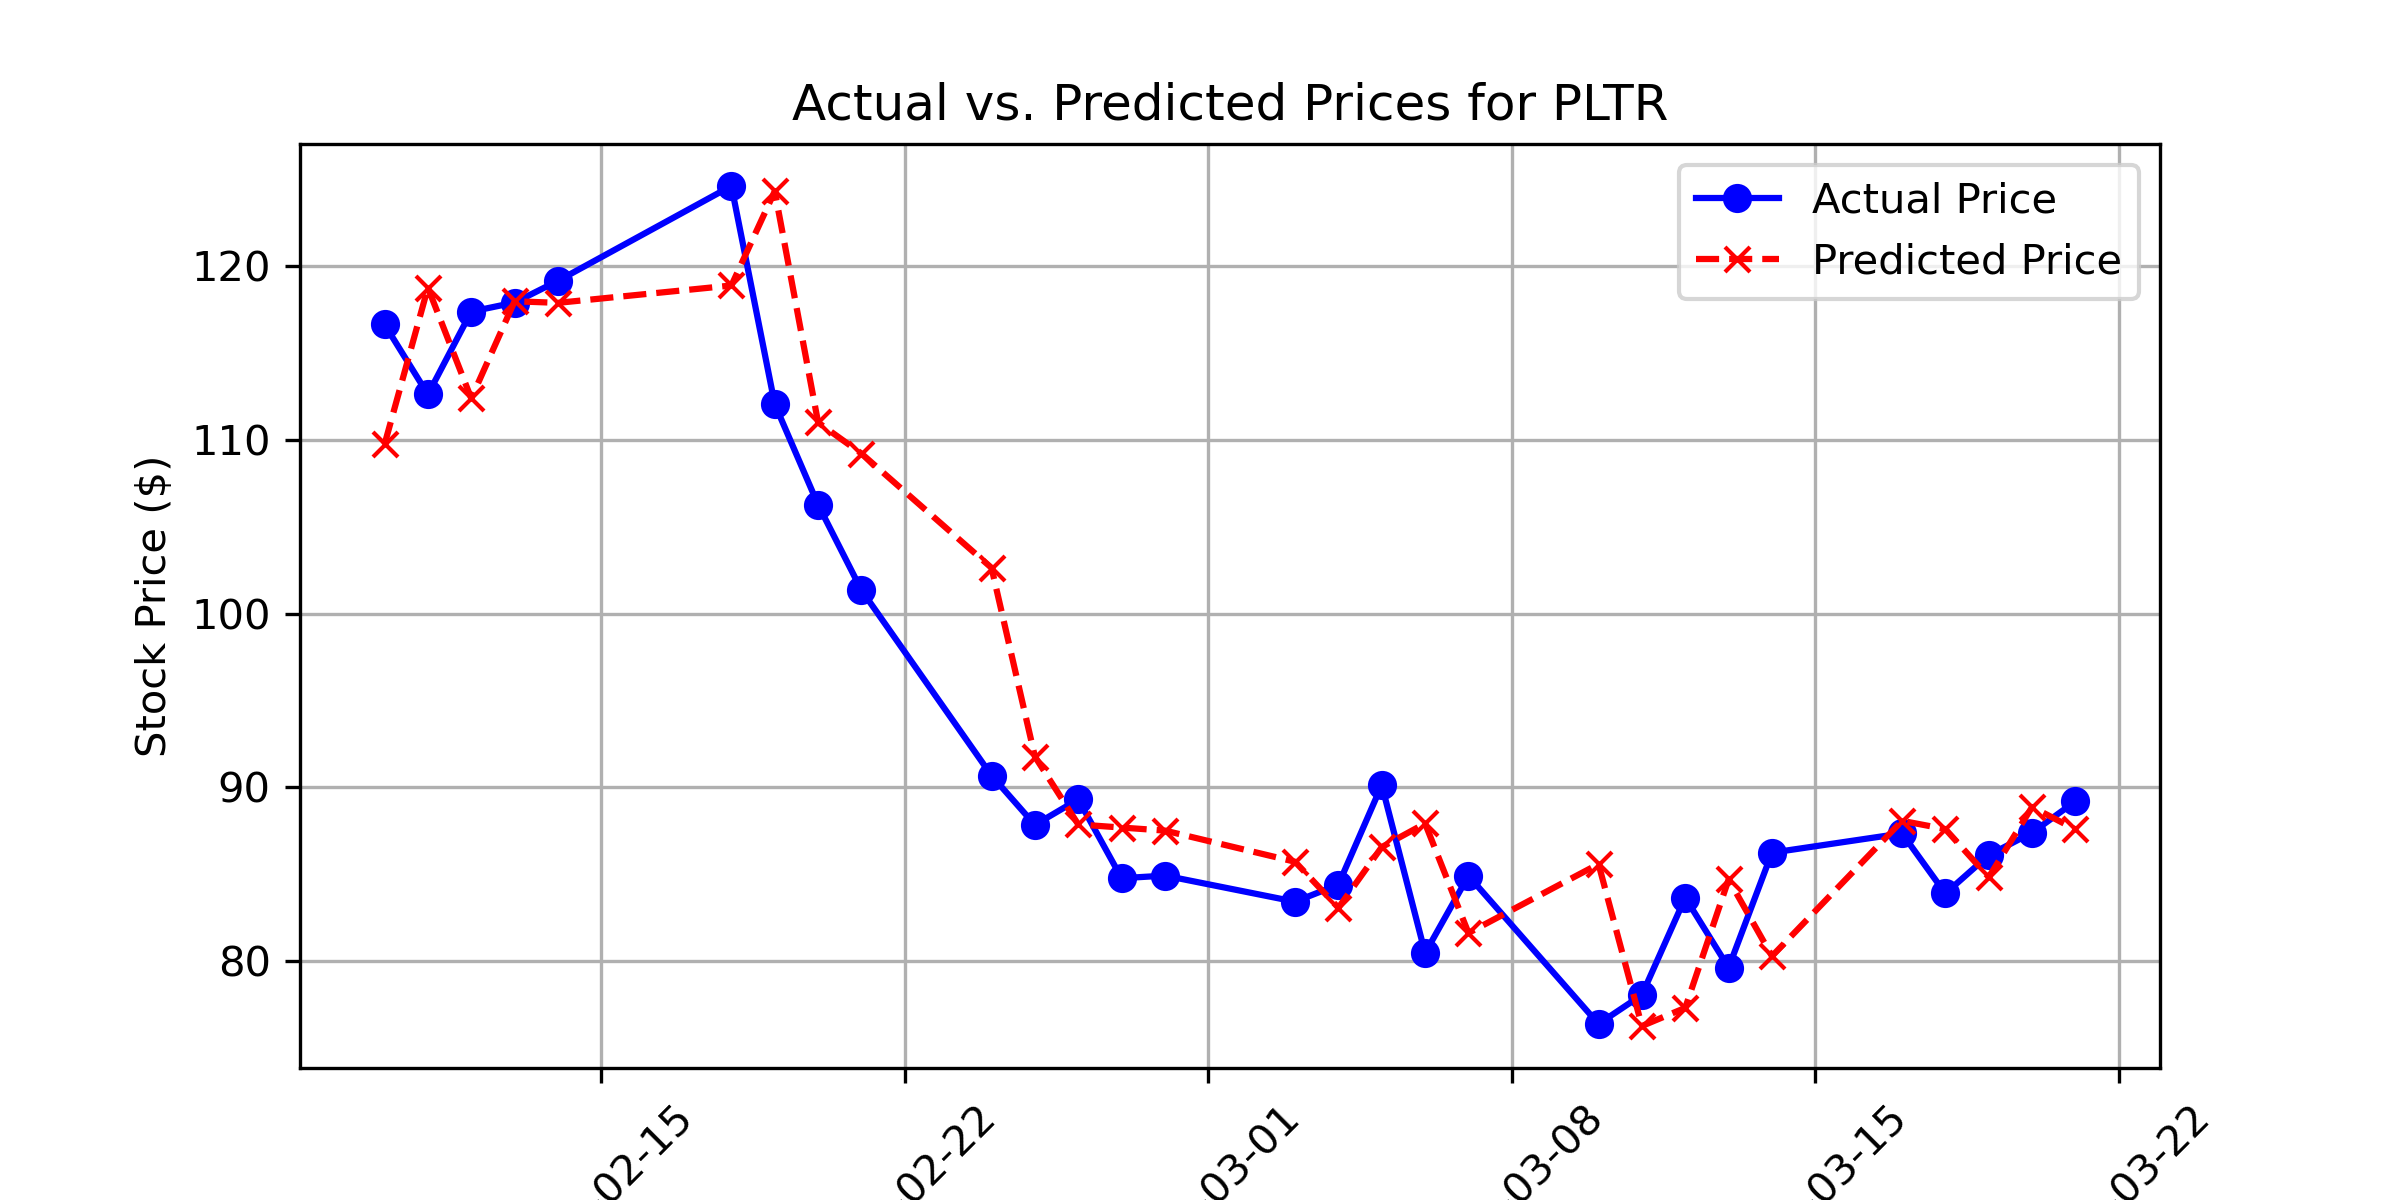 Actual vs. Predicted Prices for PLTR
Actual Price
Predicted Price
Stock Price ($)
120
110
100
90
80
02-15
02-22
03-01
03-08
03-15
03-22